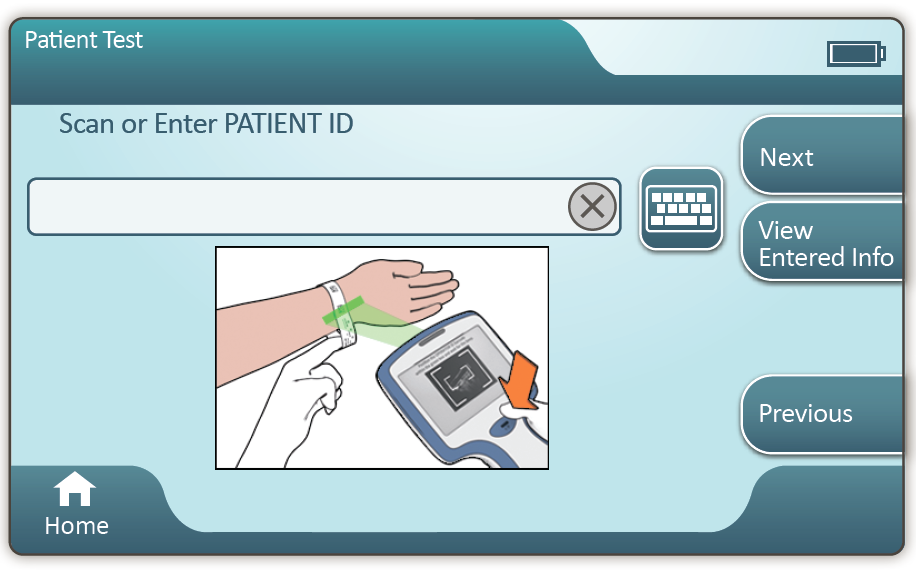 Patient Test
Scan or Enter PATIENT ID
Next
View
Entered Info
Previous
Home